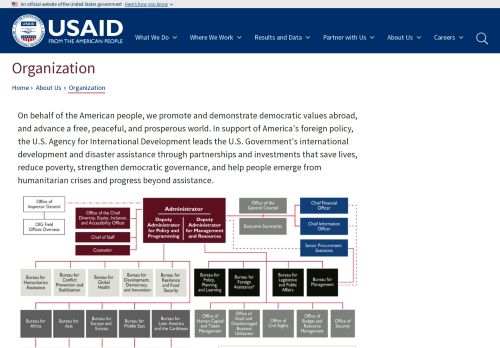 An official website of the United States government Here's how you know
USAID
USAID
FROM THE AMERICAN PEOPLE
What We Do
Where We Work
Results and Data
Partner with Us
About Us
Careers
Organization
Home › About Us › Organization
On behalf of the American people, we promote and demonstrate democratic values abroad,
and advance a free, peaceful, and prosperous world. In support of America's foreign policy,
the U.S. Agency for International Development leads the U.S. Government's international
development and disaster assistance through partnerships and investments that save lives,
reduce poverty, strengthen democratic governance, and help people emerge from
humanitarian crises and progress beyond assistance.
Office of
Inspector General
OIG Field
Offices Overseas
Office of the Chief
Diversity, Equity, Inclusion,
and Accessibility Officer
Chief of Staff
Counselor
Administrator
Deputy
Administrator
for Policy and
Programming
Deputy
Administrator
for Management
and Resources
Office of the
General Counsel
Executive Secretariat
Chief Financial
Officer
Chief Information
Officer
Senior Procurement
Executive
Bureau for
Humanitarian
Assistance
Bureau for
Conflict
Prevention and
Stabilization
Bureau for
Global
Health
Bureau for
Development,
Democracy,
and Innovation
Bureau for
Resilience
and Food
Security
Bureau for
Policy,
Planning,
and Learning
Bureau for
Foreign
Assistance*
Bureau for
Legislative and
Public Affairs
Bureau for
Management
Bureau for
Africa
Bureau for
Asia
Bureau for
Europe and
Eurasia
Bureau for
Middle East
Bureau for
Latin America
and the Caribbean
Office of
Human Capital
and Talent
Management
Office of
Small and
Disadvantaged
Business
Utilization
Office of
Civil Rights
Office of
Budget and
Resource
Management
Office of
Security